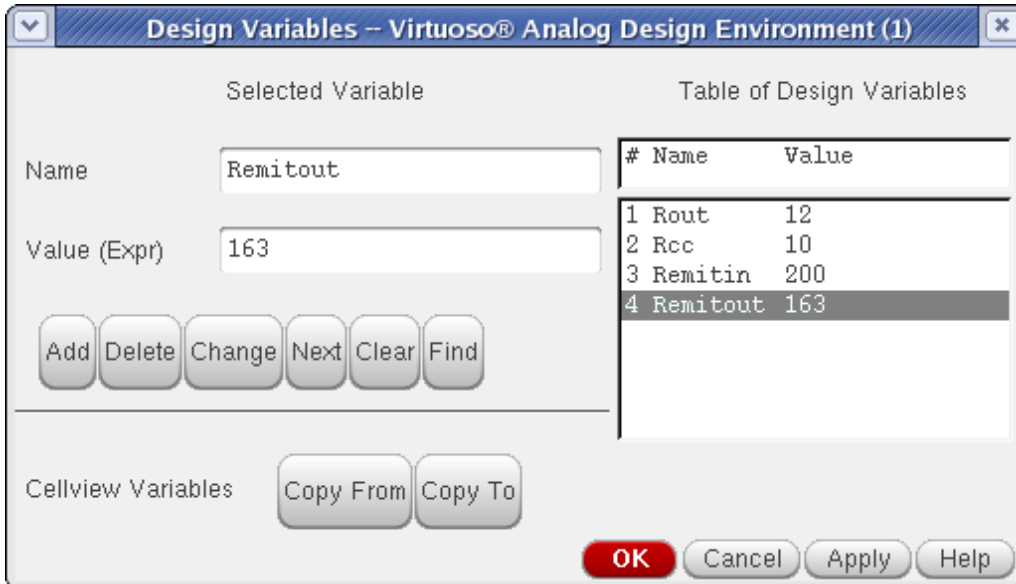 Design Variables -- Virtuoso® Analog Design Environment (1)
Selected Variable
Name
Remitout
Value (Expr)
163
Add
Delete
Change
Next
Clear
Find
Cellview Variables
Copy From
Copy To
Table of Design Variables
# Name Value
1 Rout 12
2 Rcc 10
3 Remitin 200
4 Remitout 163
OK
Cancel
Apply
Help